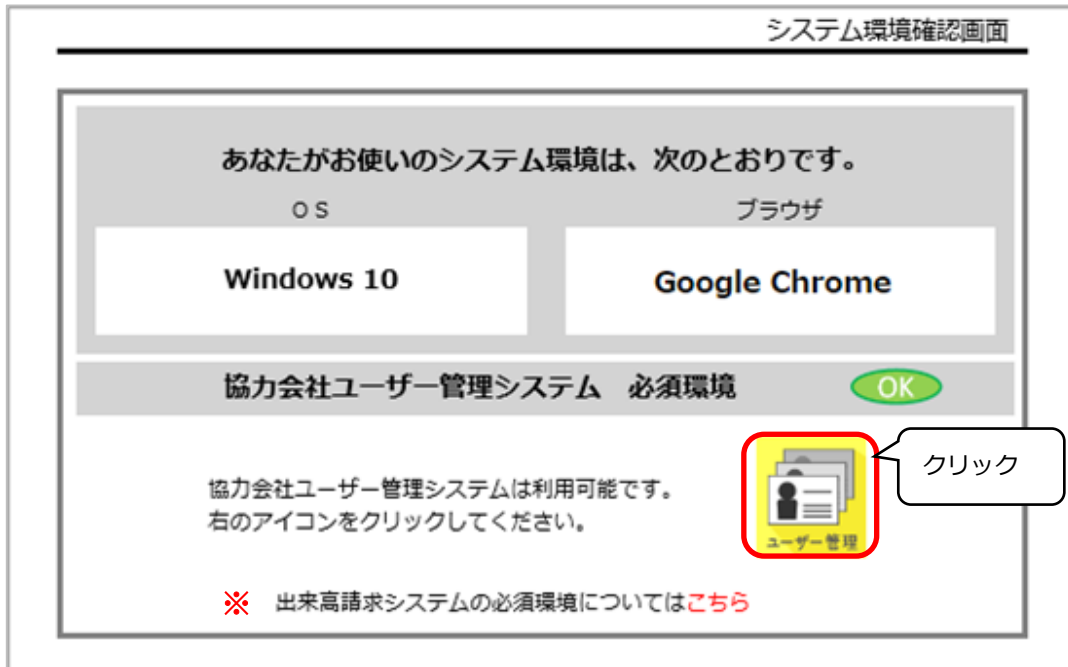 システム環境確認画面
あなたがお使いのシステム環境は、次のとおりです。
ＯＳ
ブラウザ
Windows 10
Google Chrome
協力会社ユーザー管理システム　必須環境
OK
クリック
協力会社ユーザー管理システムは利用可能です。
右のアイコンをクリックしてください。
ユーザー管理
※　出来高請求システムの必須環境についてはこちら